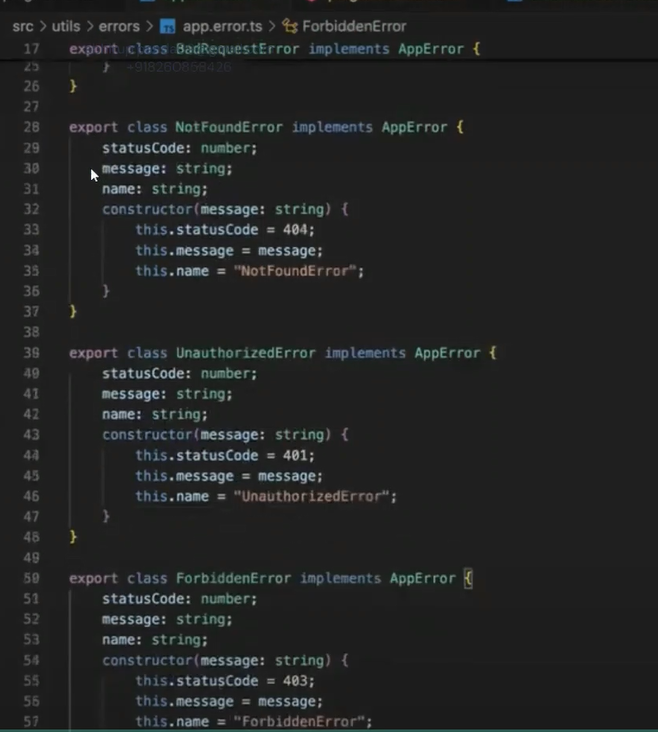 src > utils > errors > TS app.error.ts > ForbiddenError
17 export class BadRequestError implements AppError {
25 }
26 }
27
28 export class NotFoundError implements AppError {
29 statusCode: number;
30 message: string;
31 name: string;
32 constructor(message: string) {
33 this.statusCode = 404;
34 this.message = message;
35 this.name = "NotFoundError";
36 }
37 }
38
39 export class UnauthorizedError implements AppError {
40 statusCode: number;
41 message: string;
42 name: string;
43 constructor(message: string) {
44 this.statusCode = 401;
45 this.message = message;
46 this.name = "UnauthorizedError";
47 }
48 }
49
50 export class ForbiddenError implements AppError {
51 statusCode: number;
52 message: string;
53 name: string;
54 constructor(message: string) {
55 this.statusCode = 403;
56 this.message = message;
57 this.name = "ForbiddenError";